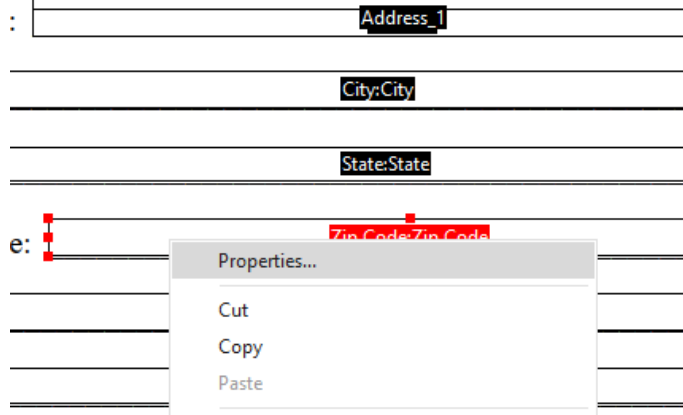 : Address_1
City:City
State:State
e: Zip Code:Zip Code
Properties...
Cut
Copy
Paste